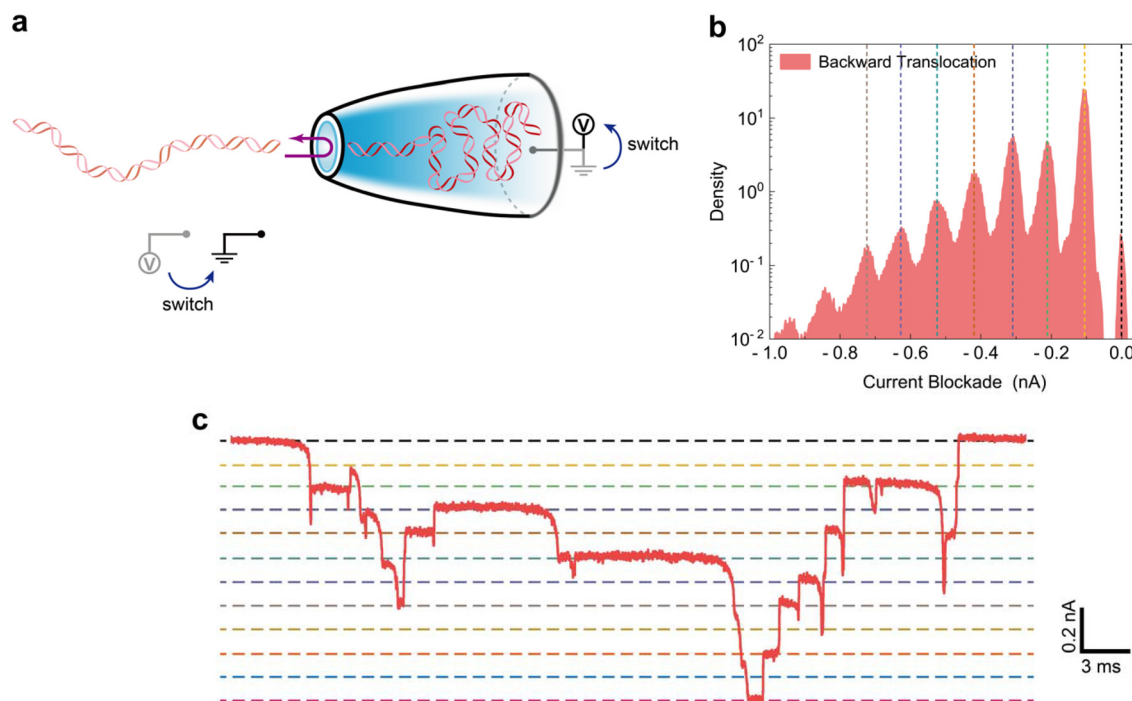 a
V
switch
V
switch
b
Backward Translocation
10²
10¹
10⁰
10⁻¹
10⁻²
Density
- 1.0 - 0.8 - 0.6 - 0.4 - 0.2 0.0
Current Blockade (nA)
c
0.2 nA
3 ms